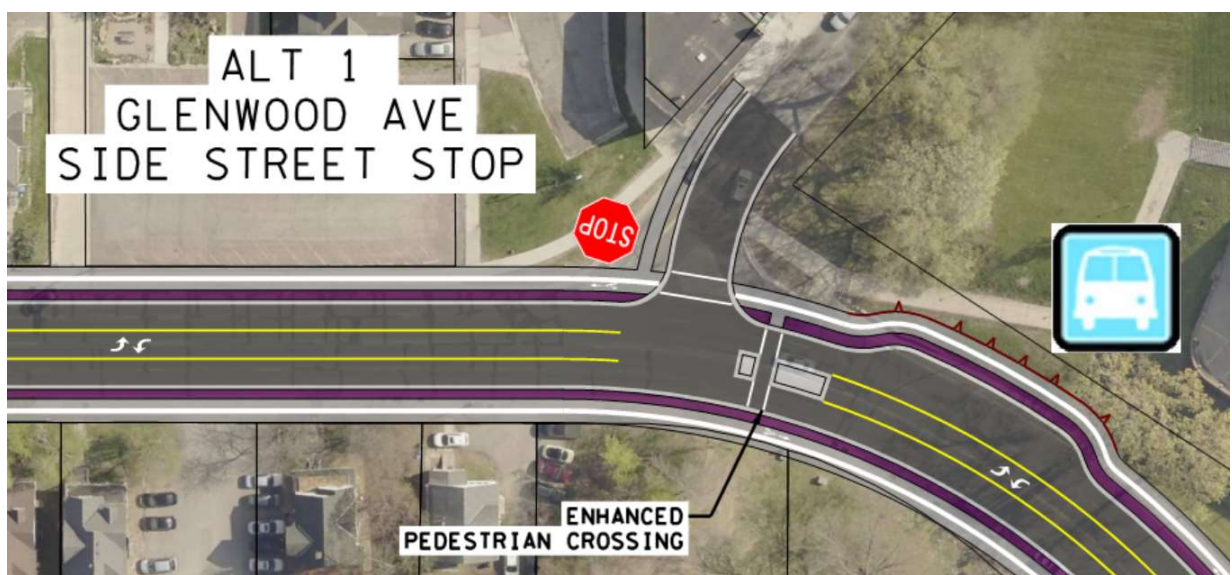 ALT 1
GLENWOOD AVE
SIDE STREET STOP
STOP
ENHANCED
PEDESTRIAN CROSSING